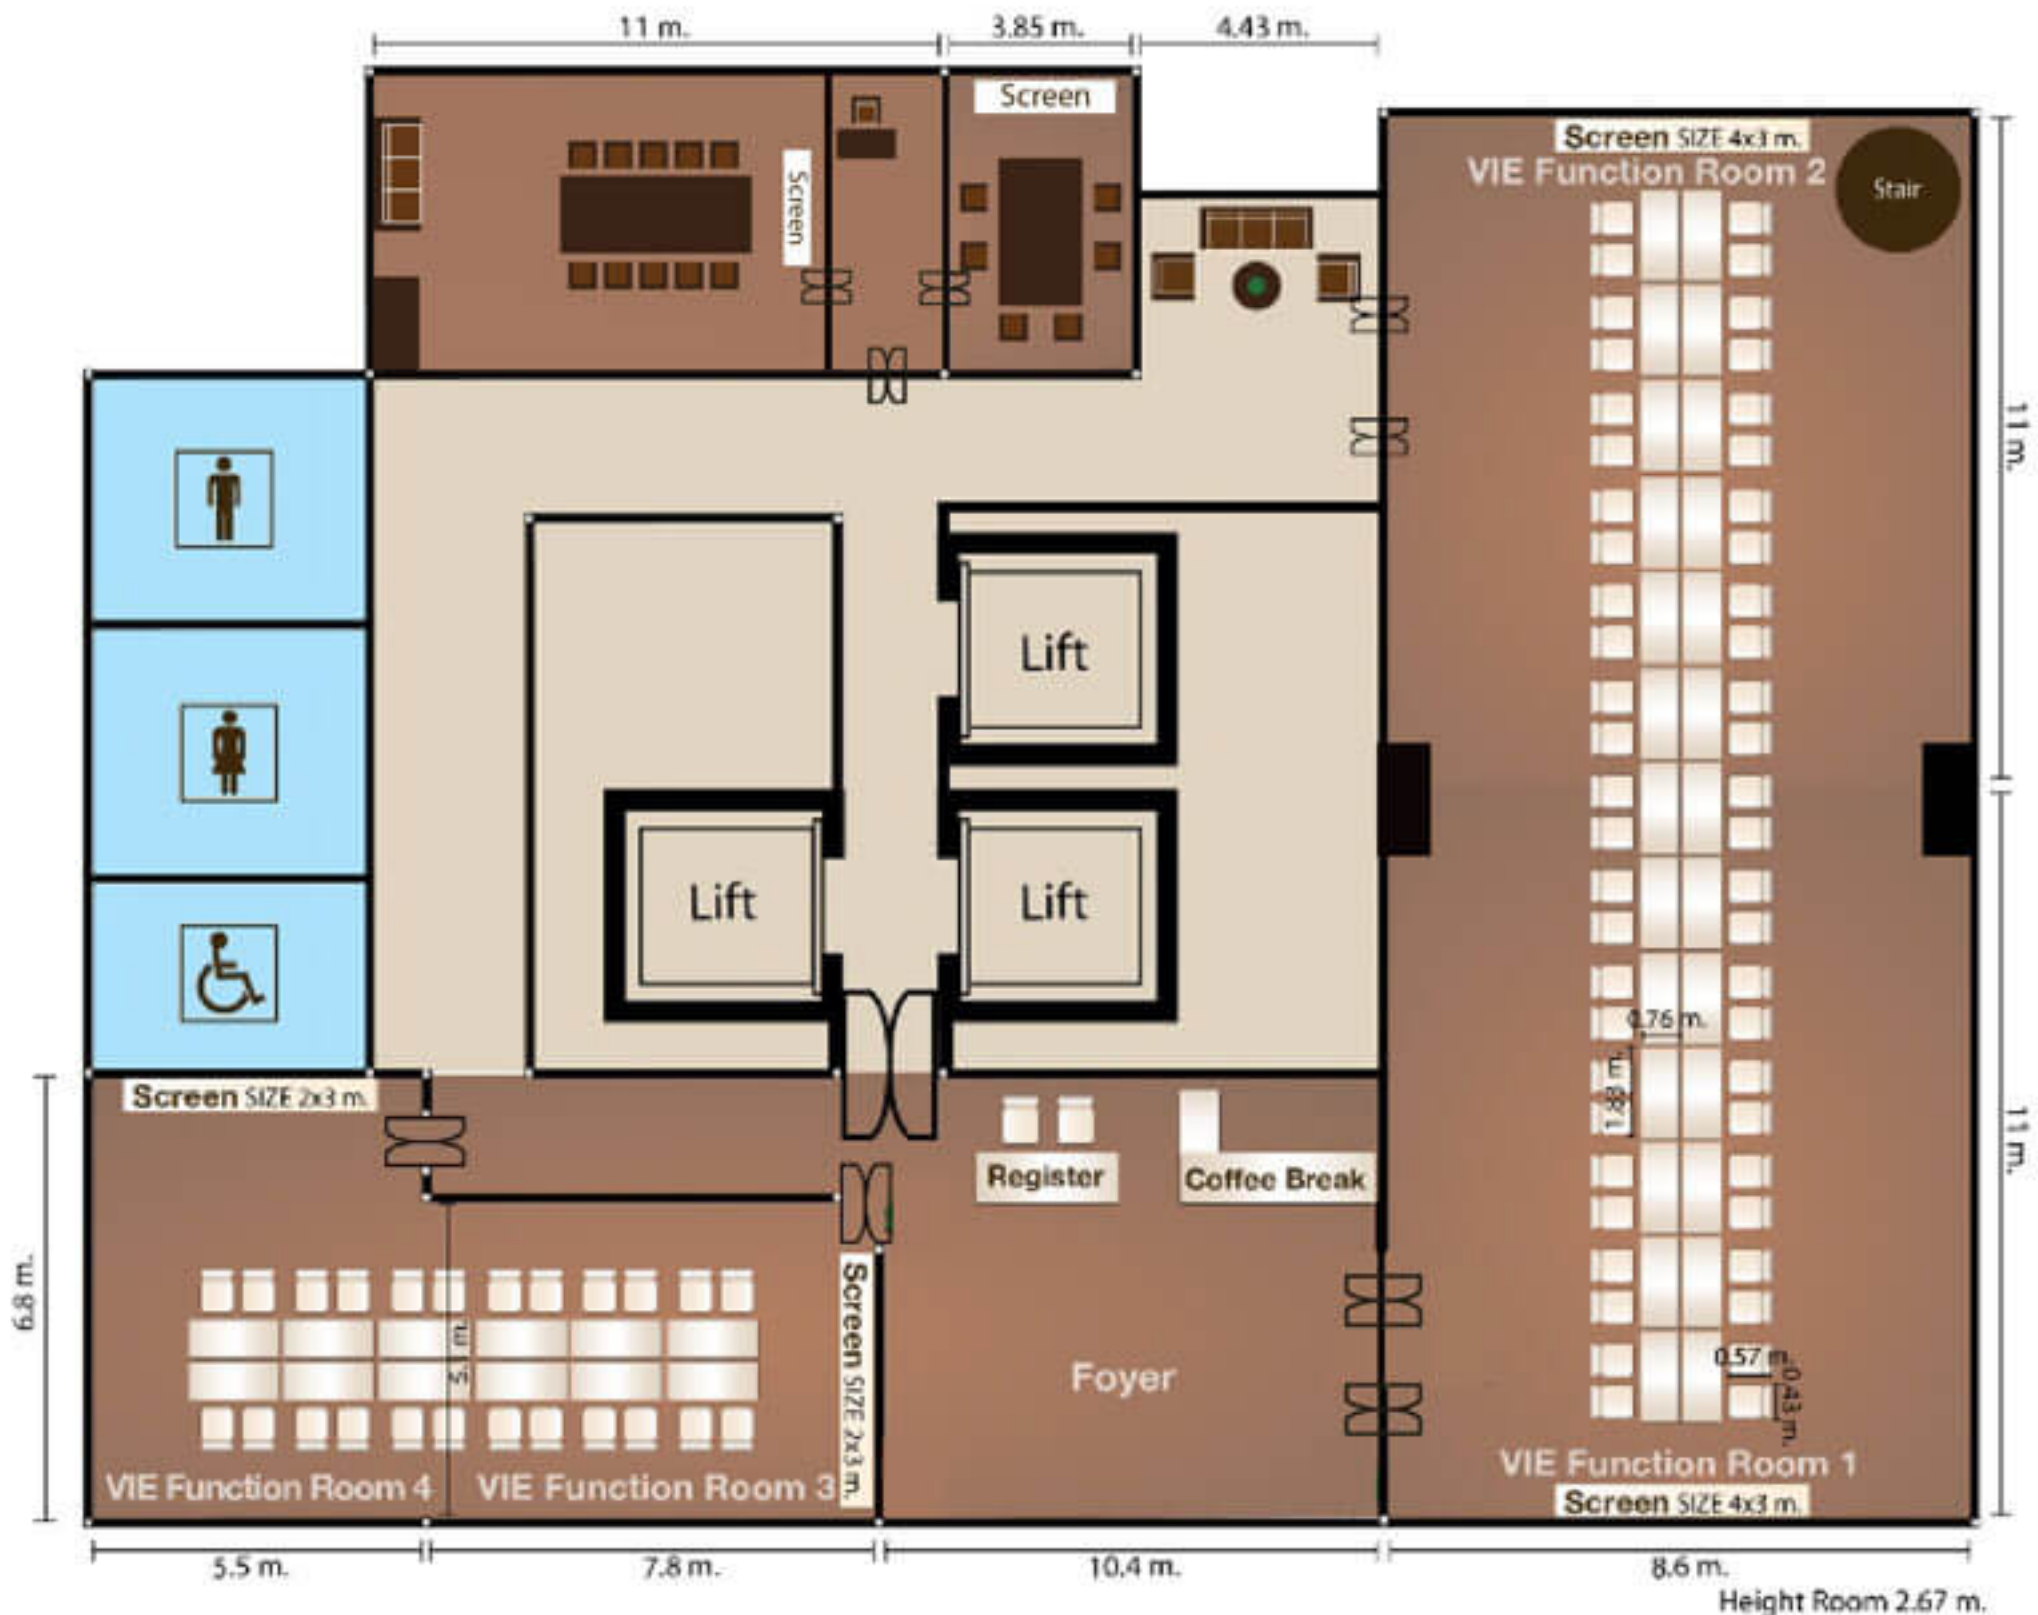 11 m.
3.85 m.
4.43 m.
Screen
Screen
Screen SIZE 4x3 m.
VIE Function Room 2
Stair
11 m.
Lift
Lift
Lift
0.76 m.
1.83 m.
Screen SIZE 2x3 m.
Register
Coffee Break
11 m.
6.8 m.
5.1 m.
Screen SIZE 2x3 m.
Foyer
0.57 m.
0.43 m.
VIE Function Room 4
VIE Function Room 3
VIE Function Room 1
Screen SIZE 4x3 m.
5.5 m.
7.8 m.
10.4 m.
8.6 m.
Height Room 2.67 m.